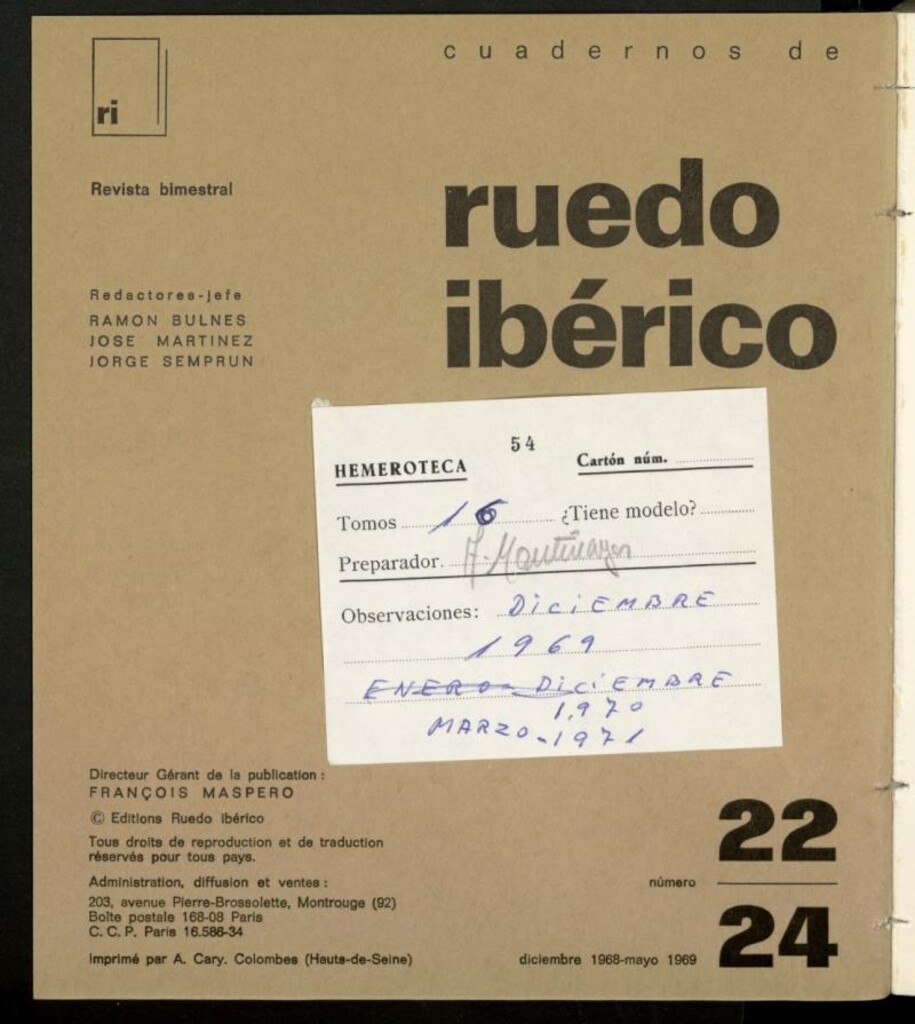 ri
cuadernos de
Revista bimestral
ruedo
ibérico
Redactores-jefe
RAMON BULNES
JOSE MARTINEZ
JORGE SEMPRUN
54
HEMEROTECA
Cartón núm.
Tomos 16 ¿Tiene modelo?
Preparador.
Observaciones: DICIEMBRE
1969
ENERO - DICIEMBRE
1,970
MARZO - 1971
Directeur Gérant de la publication :
FRANÇOIS MASPERO
© Editions Ruedo ibérico
Tous droits de reproduction et de traduction
réservés pour tous pays.
Administration, diffusion et ventes :
203, avenue Pierre-Brossolette, Montrouge (92)
Boîte postale 168-08 Paris
C. C. P. Paris 16.586-34
Imprimé par A. Cary. Colombes (Hauts-de-Seine)
número
22
24
diciembre 1968-mayo 1969